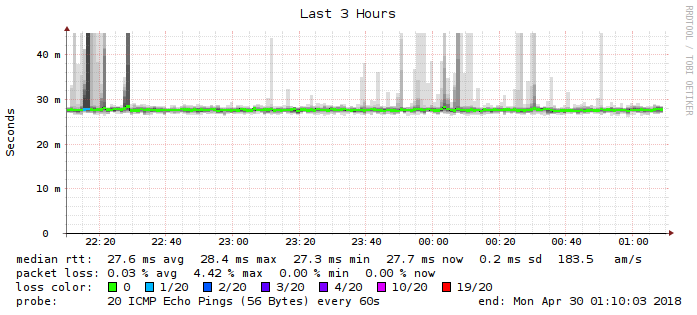 Last 3 Hours
RRDTOOL / TOBI OETIKER
Seconds
40 m
30 m
20 m
10 m
0
22:20 22:40 23:00 23:20 23:40 00:00 00:20 00:40 01:00
median rtt: 27.6 ms avg 28.4 ms max 27.3 ms min 27.7 ms now 0.2 ms sd 183.5 am/s
packet loss: 0.03 % avg 4.42 % max 0.00 % min 0.00 % now
loss color: 0 1/20 2/20 3/20 4/20 10/20 19/20
probe: 20 ICMP Echo Pings (56 Bytes) every 60s end: Mon Apr 30 01:10:03 2018